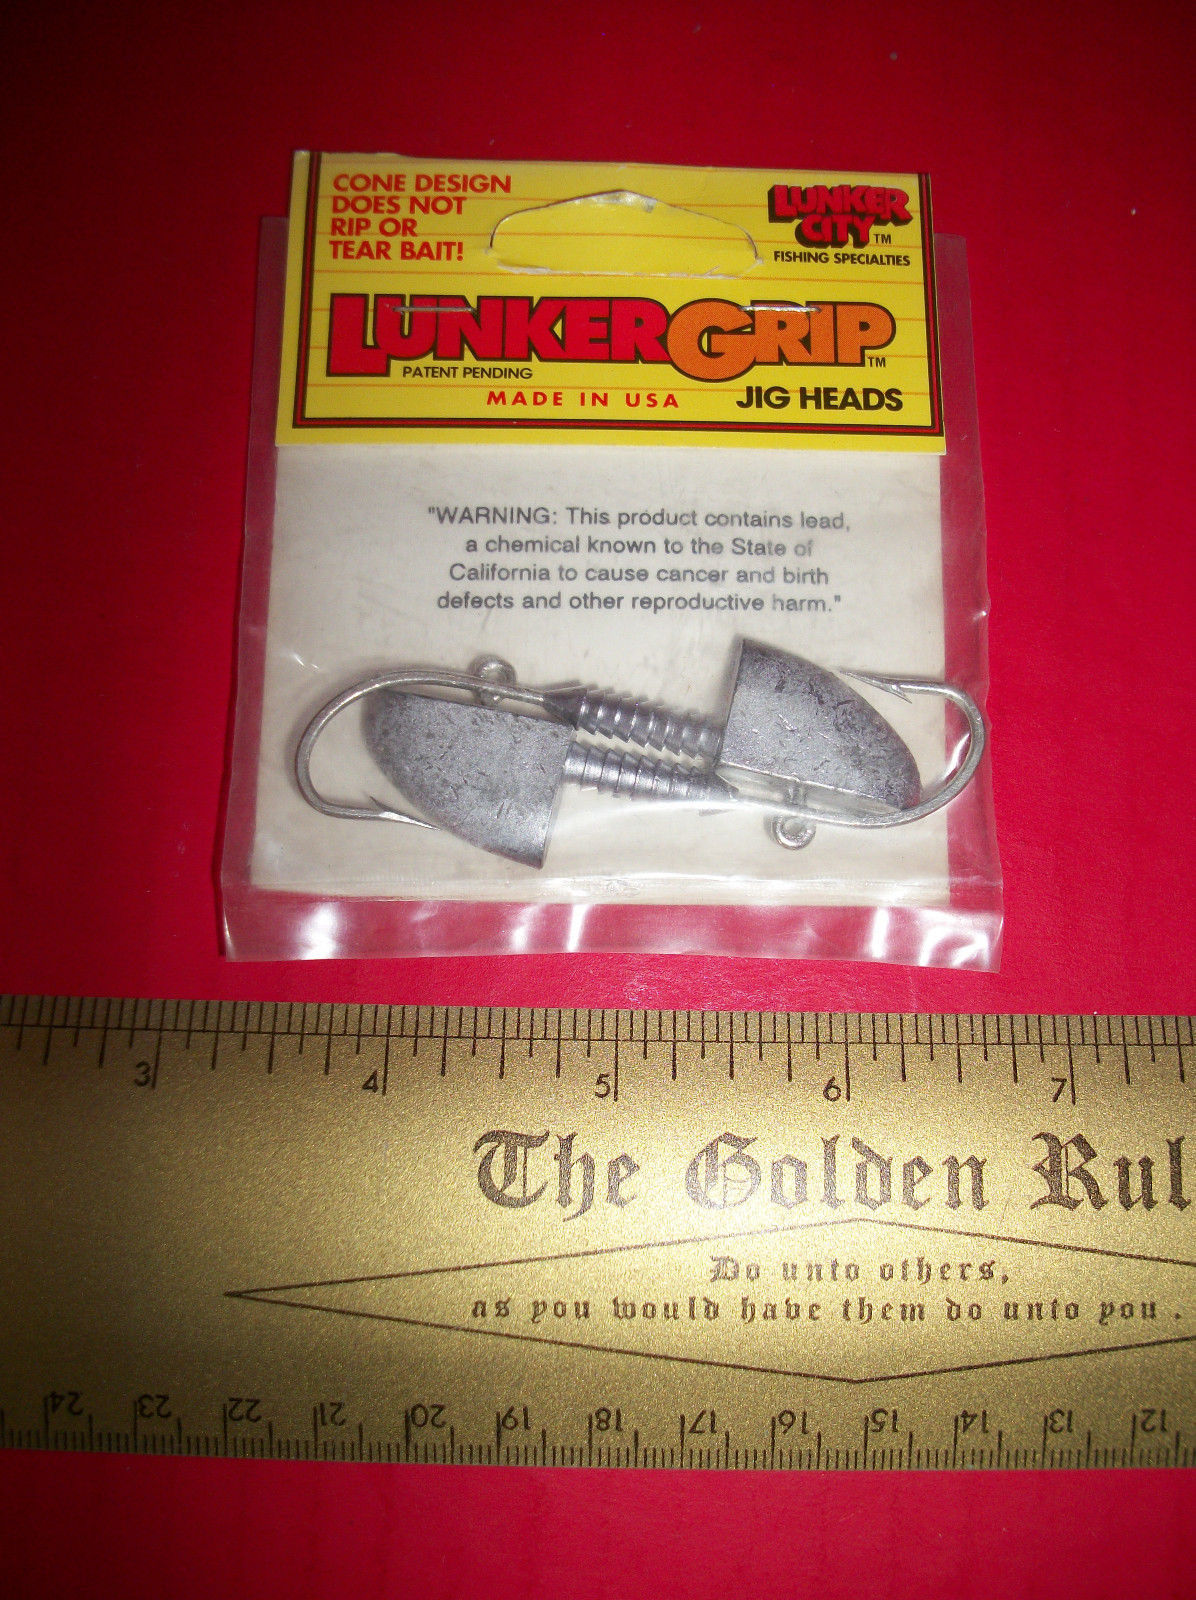 CONE DESIGN
DOES NOT
RIP OR
TEAR BAIT!
LUNKER
CITY™
FISHING SPECIALTIES
LUNKERGRIP™
PATENT PENDING
MADE IN USA
JIG HEADS
"WARNING: This product contains lead,
a chemical known to the State of
California to cause cancer and birth
defects and other reproductive harm."
3 4 5 6 7
The Golden Rul
Do unto others,
as you would have them do unto you.
24 23 22 21 20 19 18 17 16 15 14 13 12